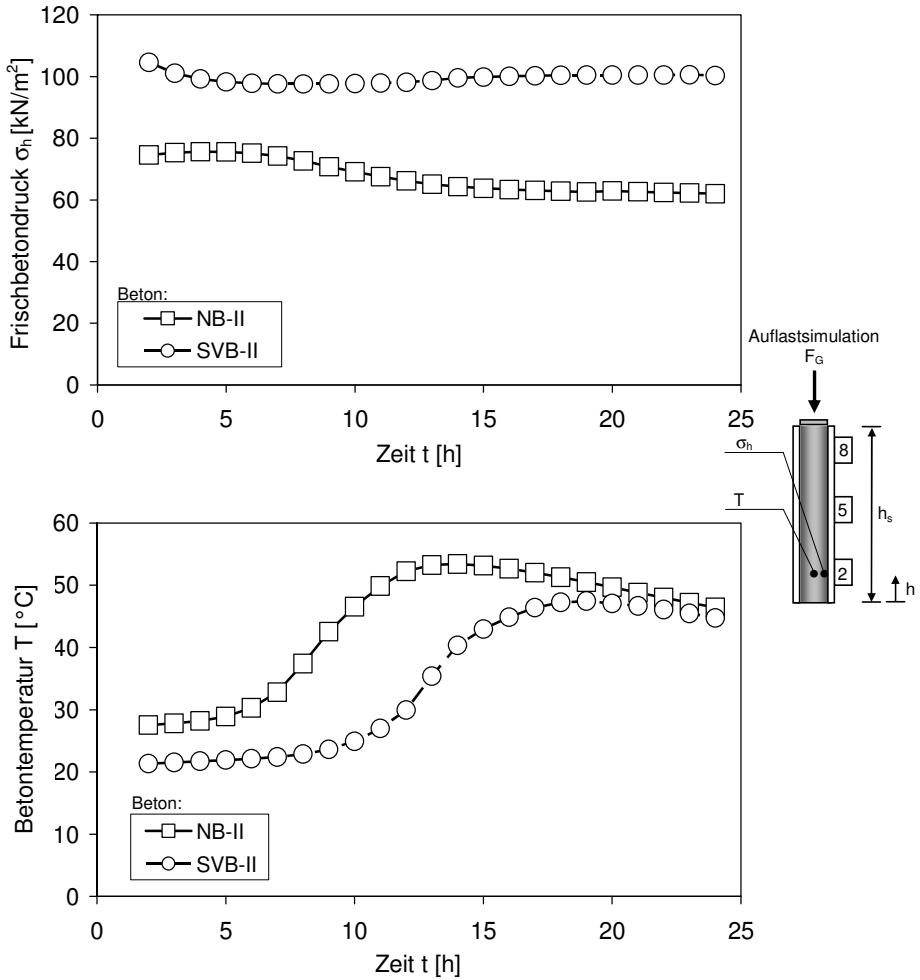 120
100
80
60
40
20
0
Frischbetondruck σh [kN/m²]
Beton:
NB-II
SVB-II
0 5 10 15 20 25
Zeit t [h]
Auflastsimulation
FG
σh
T
8
5
2
hs
h
60
50
40
30
20
10
0
Betontemperatur T [°C]
Beton:
NB-II
SVB-II
0 5 10 15 20 25
Zeit t [h]